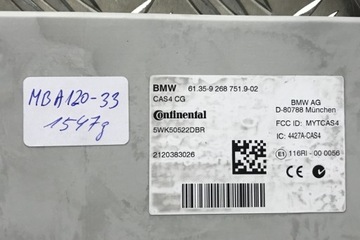 MBA120-33
1547g
BMW 61.35-9 268 751.9-02
CAS4 CG
Continental
5WK50522DBR
2120383026
BMW AG
D-80788 München
FCC ID: MYTCAS4
IC: 4427A-CAS4
E1 116RI - 00 0056